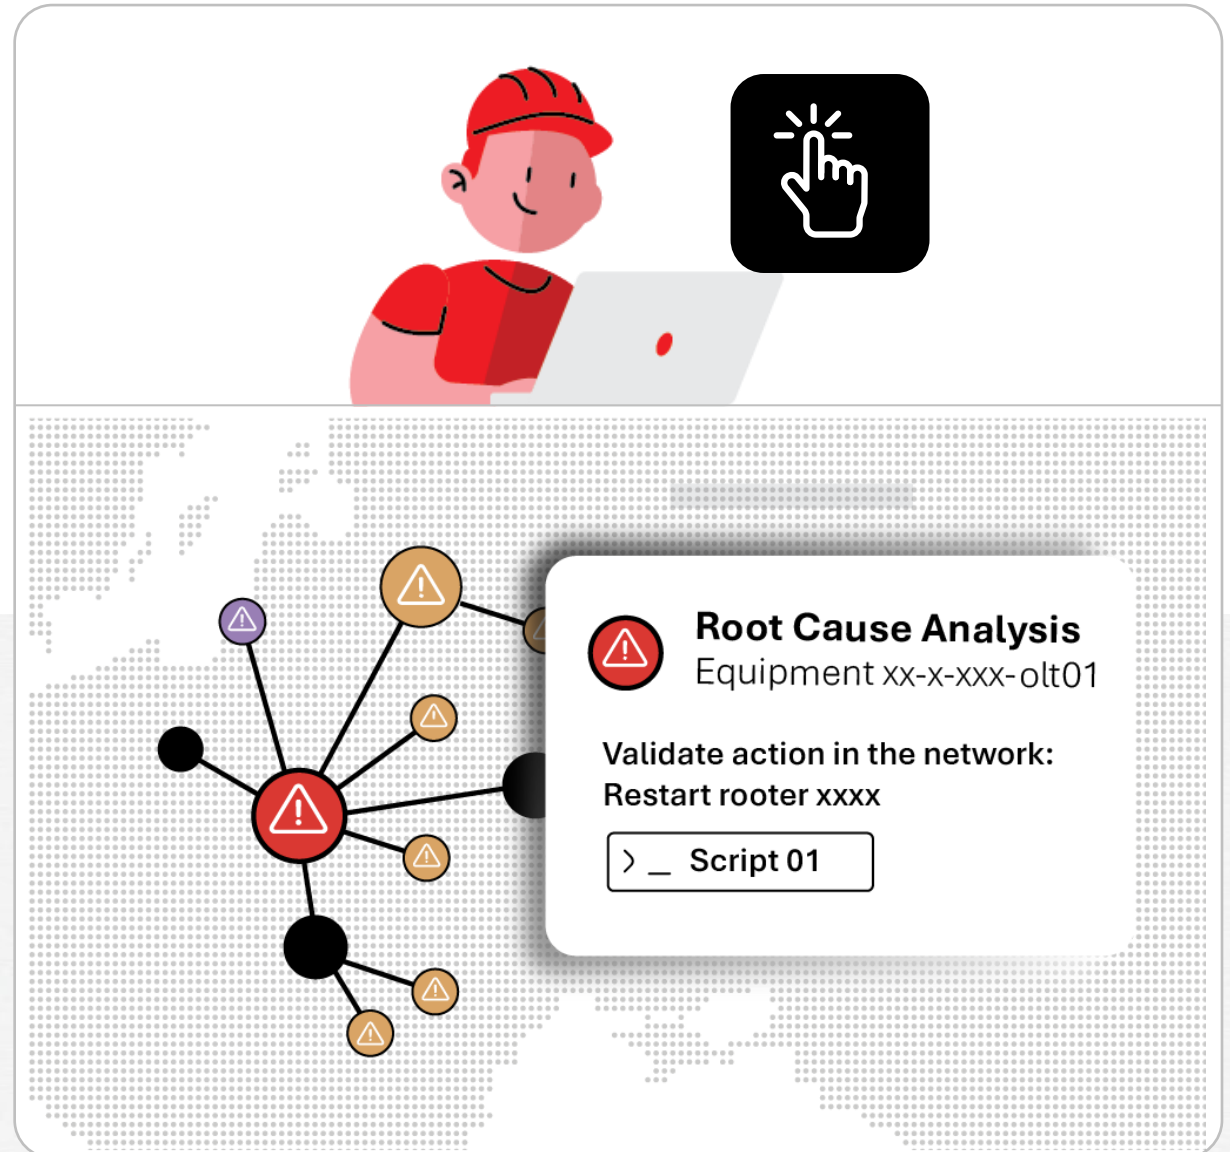 Root Cause Analysis
Equipment xx-x-xxx-olt01
Validate action in the network:
Restart rooter xxxx
>_ Script 01